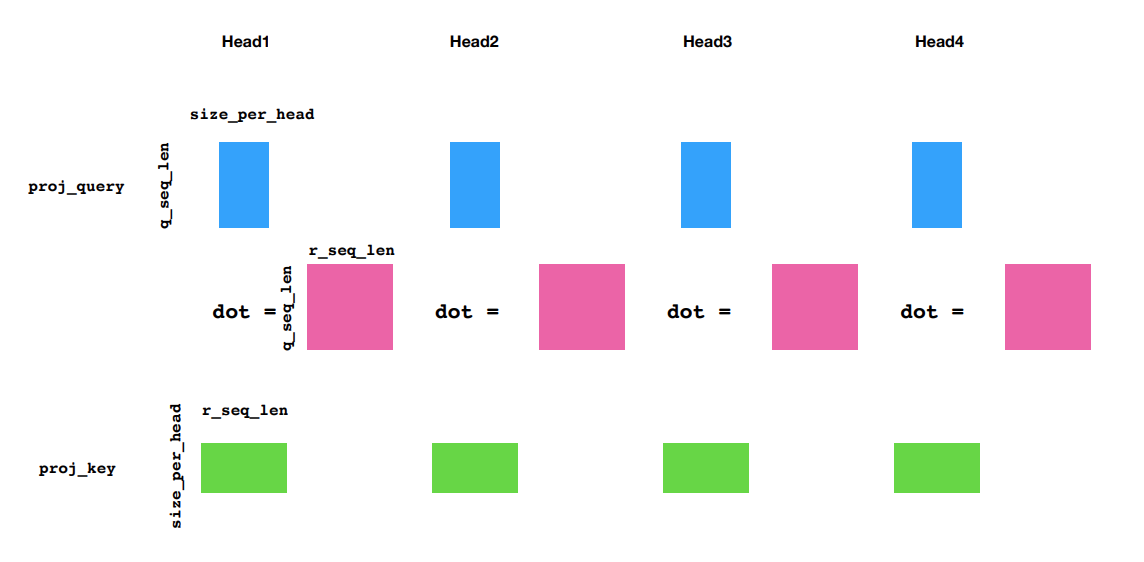 Head1
Head2
Head3
Head4
size_per_head
q_seq_len
proj_query
r_seq_len
q_seq_len
dot =
dot =
dot =
dot =
r_seq_len
size_per_head
proj_key